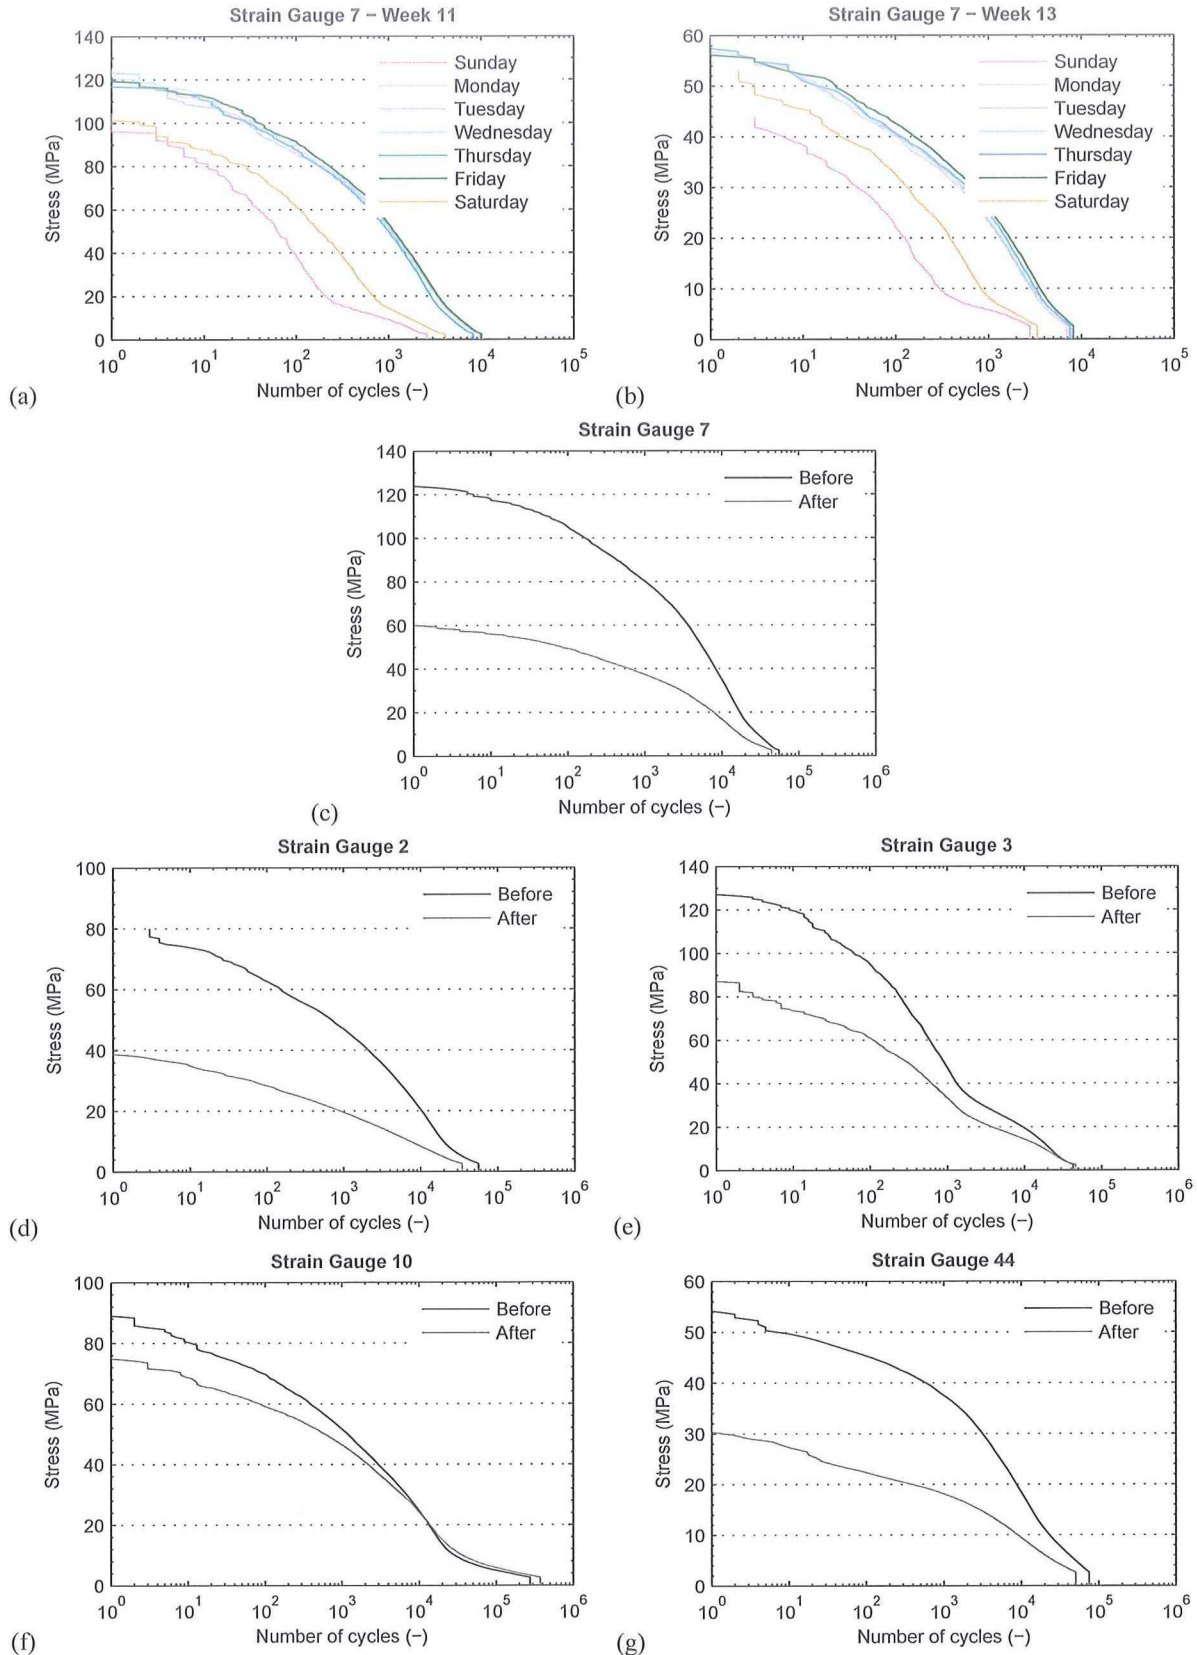 Strain Gauge 7 – Week 11
Stress (MPa)
140
120
100
80
60
40
20
0
Sunday
Monday
Tuesday
Wednesday
Thursday
Friday
Saturday
10^0 10^1 10^2 10^3 10^4 10^5
Number of cycles (–)
(a)
Strain Gauge 7 – Week 13
Stress (MPa)
60
50
40
30
20
10
0
Sunday
Monday
Tuesday
Wednesday
Thursday
Friday
Saturday
10^0 10^1 10^2 10^3 10^4 10^5
Number of cycles (–)
(b)
Strain Gauge 7
Stress (MPa)
140
120
100
80
60
40
20
0
Before
After
10^0 10^1 10^2 10^3 10^4 10^5 10^6
Number of cycles (–)
(c)
Strain Gauge 2
Stress (MPa)
100
80
60
40
20
0
Before
After
10^0 10^1 10^2 10^3 10^4 10^5 10^6
Number of cycles (–)
(d)
Strain Gauge 3
Stress (MPa)
140
120
100
80
60
40
20
0
Before
After
10^0 10^1 10^2 10^3 10^4 10^5 10^6
Number of cycles (–)
(e)
Strain Gauge 10
Stress (MPa)
100
80
60
40
20
0
Before
After
10^0 10^1 10^2 10^3 10^4 10^5 10^6
Number of cycles (–)
(f)
Strain Gauge 44
Stress (MPa)
60
50
40
30
20
10
0
Before
After
10^0 10^1 10^2 10^3 10^4 10^5 10^6
Number of cycles (–)
(g)